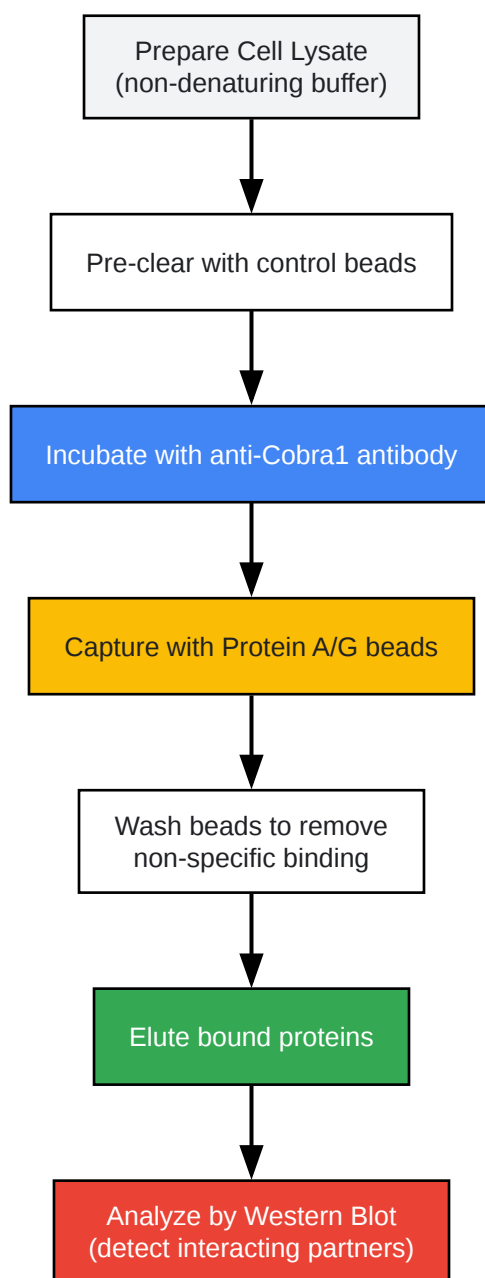 Prepare Cell Lysate
(non-denaturing buffer)
Pre-clear with control beads
Incubate with anti-Cobra1 antibody
Capture with Protein A/G beads
Wash beads to remove
non-specific binding
Elute bound proteins
Analyze by Western Blot
(detect interacting partners)